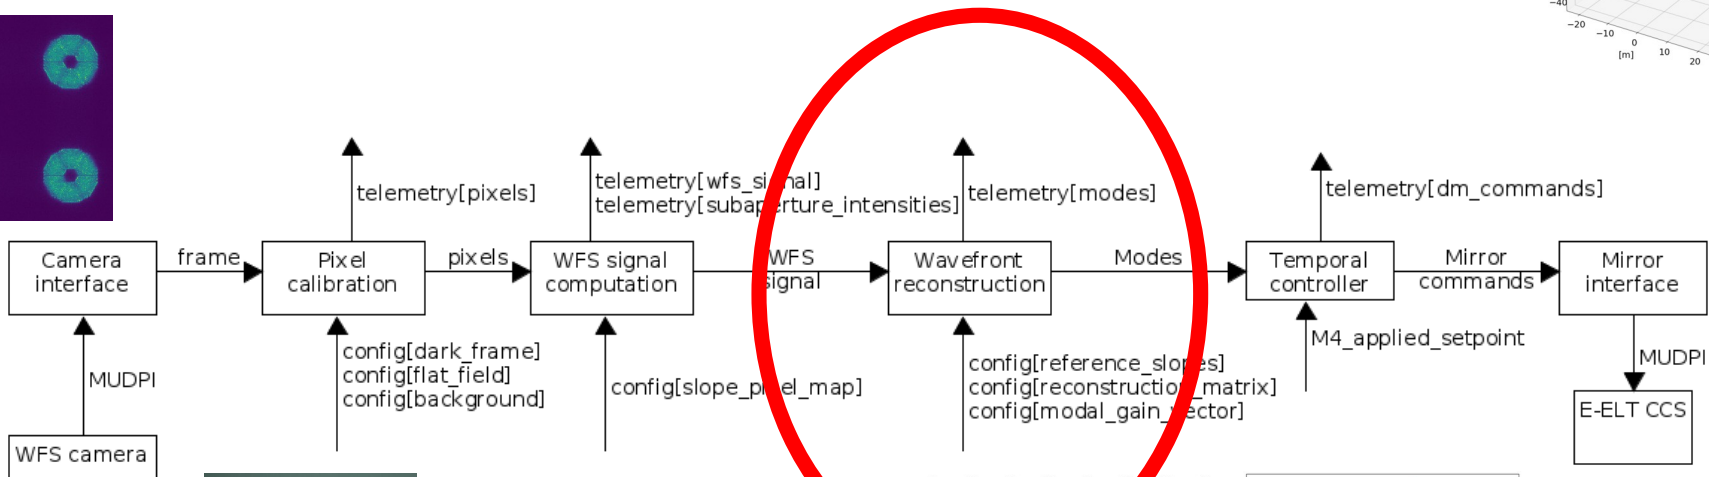 −40
−20
−10
0
10
20
[m]
telemetry[pixels]
telemetry[wfs_signal]
telemetry[subaperture_intensities]
telemetry[modes]
telemetry[dm_commands]
Camera
interface
frame
Pixel
calibration
pixels
WFS signal
computation
WFS
signal
Wavefront
reconstruction
Modes
Temporal
controller
Mirror
commands
Mirror
interface
MUDPI
config[dark_frame]
config[flat_field]
config[background]
config[slope_pixel_map]
config[reference_slopes]
config[reconstruction_matrix]
config[modal_gain_vector]
M4_applied_setpoint
MUDPI
WFS camera
E-ELT CCS